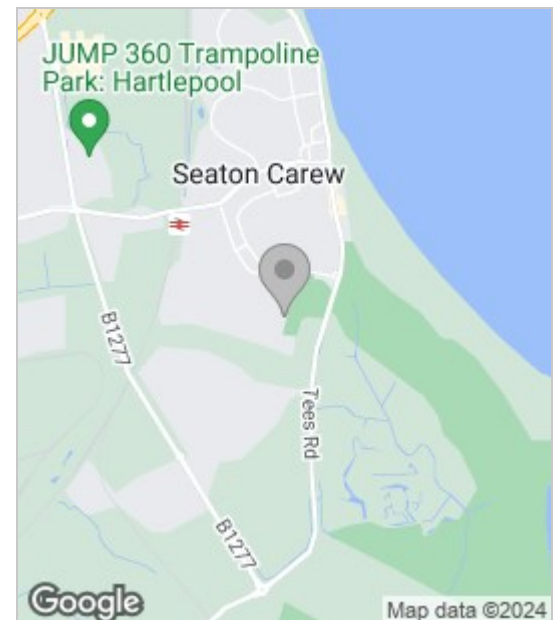 JUMP 360 Trampoline
Park: Hartlepool
Seaton Carew
B1277
Tees Rd
B1277
Google
Map data ©2024